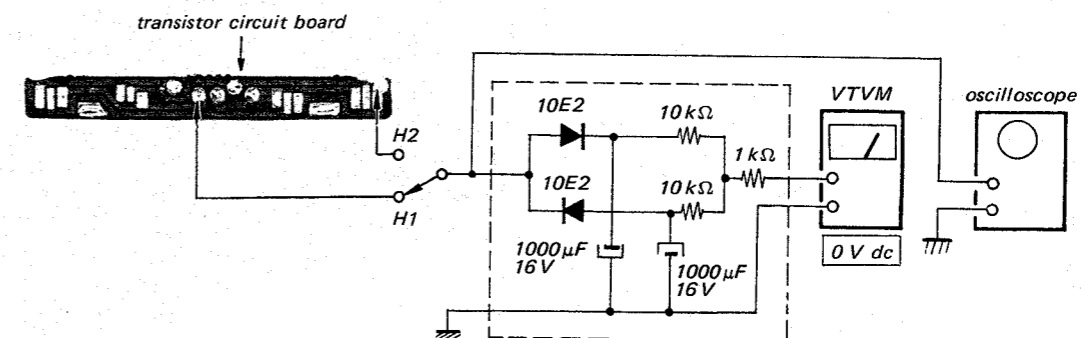 transistor circuit board
H2
H1
10E2
10E2
10kΩ
10kΩ
1kΩ
1000μF
16V
1000μF
16V
VTVM
0 V dc
oscilloscope